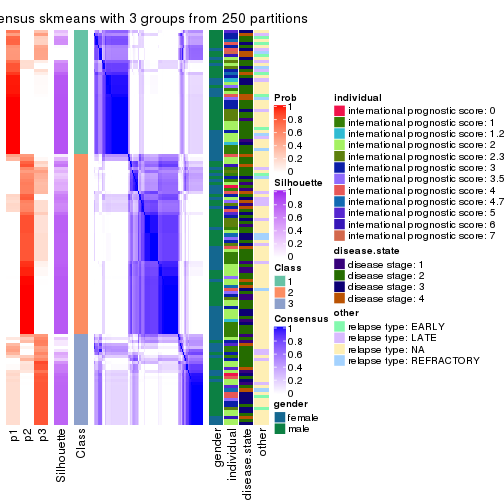 ensus skmeans with 3 groups from 250 partitions
Prob
1
0.8
0.6
0.4
0.2
0
Silhouette
1
0.8
0.6
0.4
0.2
0
Class
1
2
3
Consensus
1
0.8
0.6
0.4
0.2
0
gender
female
male
individual
international prognostic score: 0
international prognostic score: 1
international prognostic score: 1.2
international prognostic score: 2
international prognostic score: 2.3
international prognostic score: 3
international prognostic score: 3.5
international prognostic score: 4
international prognostic score: 4.7
international prognostic score: 5
international prognostic score: 6
international prognostic score: 7
disease.state
disease stage: 1
disease stage: 2
disease stage: 3
disease stage: 4
other
relapse type: EARLY
relapse type: LATE
relapse type: NA
relapse type: REFRACTORY
p1
p2
p3
Silhouette
Class
gender
individual
disease.state
other